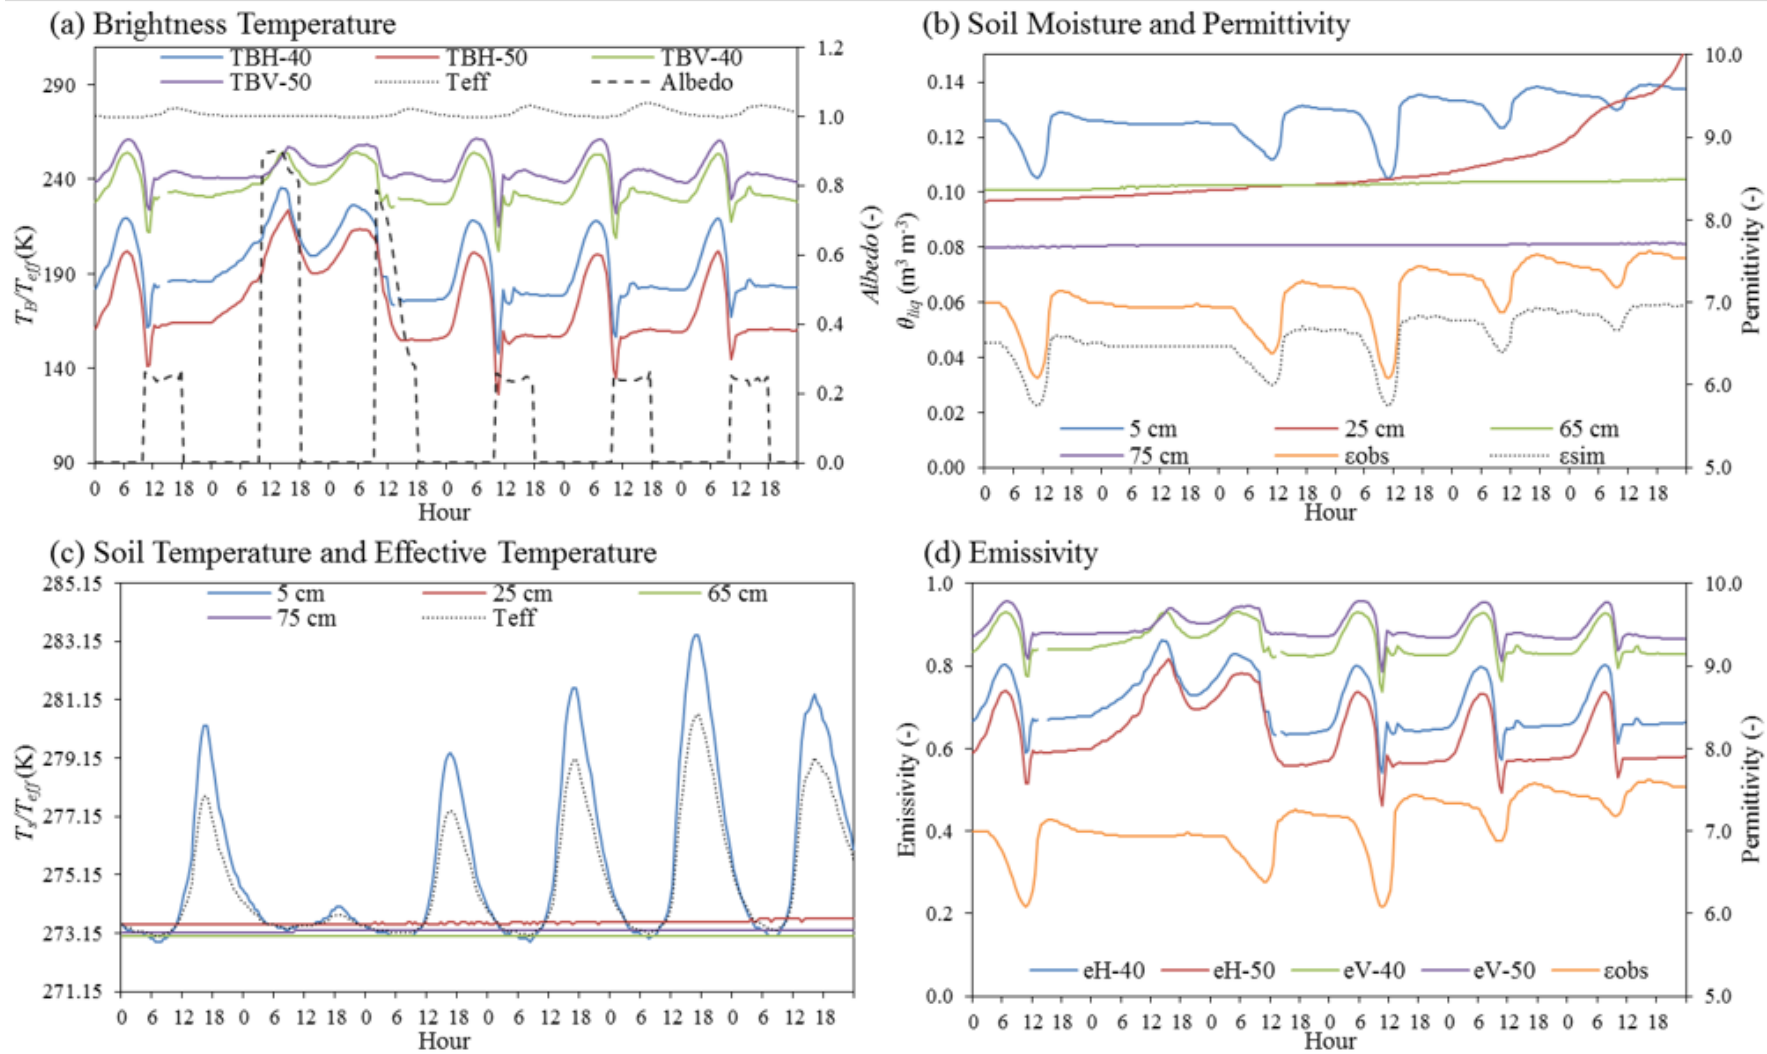 (a) Brightness Temperature
TBH-40 TBH-50 TBV-40
TBV-50 Teff Albedo
290
240
190
140
90
T_B/T_eff (K)
1.2
1.0
0.8
0.6
0.4
0.2
0.0
Albedo (-)
0 6 12 18 0 6 12 18 0 6 12 18 0 6 12 18 0 6 12 18 0 6 12 18
Hour
(b) Soil Moisture and Permittivity
0.14
0.12
0.10
0.08
0.06
0.04
0.02
0.00
θ_liq (m³ m⁻³)
10.0
9.0
8.0
7.0
6.0
5.0
Permittivity (-)
5 cm 25 cm 65 cm
75 cm εobs εsim
0 6 12 18 0 6 12 18 0 6 12 18 0 6 12 18 0 6 12 18 0 6 12 18
Hour
(c) Soil Temperature and Effective Temperature
5 cm 25 cm 65 cm
75 cm Teff
285.15
283.15
281.15
279.15
277.15
275.15
273.15
271.15
T_s/T_eff (K)
0 6 12 18 0 6 12 18 0 6 12 18 0 6 12 18 0 6 12 18 0 6 12 18
Hour
(d) Emissivity
1.0
0.8
0.6
0.4
0.2
0.0
Emissivity (-)
10.0
9.0
8.0
7.0
6.0
5.0
Permittivity (-)
eH-40 eH-50 eV-40 eV-50 εobs
0 6 12 18 0 6 12 18 0 6 12 18 0 6 12 18 0 6 12 18 0 6 12 18
Hour